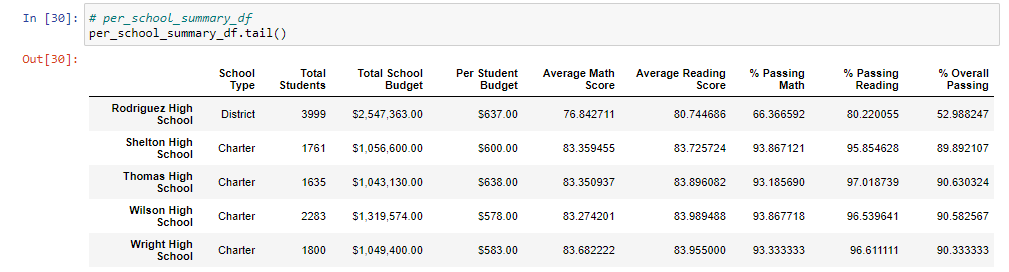 In [30]: # per_school_summary_df
per_school_summary_df.tail()
Out[30]:
School Type Total Students Total School Budget Per Student Budget Average Math Score Average Reading Score % Passing Math % Passing Reading % Overall Passing
Rodriguez High School District 3999 $2,547,363.00 $637.00 76.842711 80.744686 66.366592 80.220055 52.988247
Shelton High School Charter 1761 $1,056,600.00 $600.00 83.359455 83.725724 93.867121 95.854628 89.892107
Thomas High School Charter 1635 $1,043,130.00 $638.00 83.350937 83.896082 93.185690 97.018739 90.630324
Wilson High School Charter 2283 $1,319,574.00 $578.00 83.274201 83.989488 93.867718 96.539641 90.582567
Wright High School Charter 1800 $1,049,400.00 $583.00 83.682222 83.955000 93.333333 96.611111 90.333333